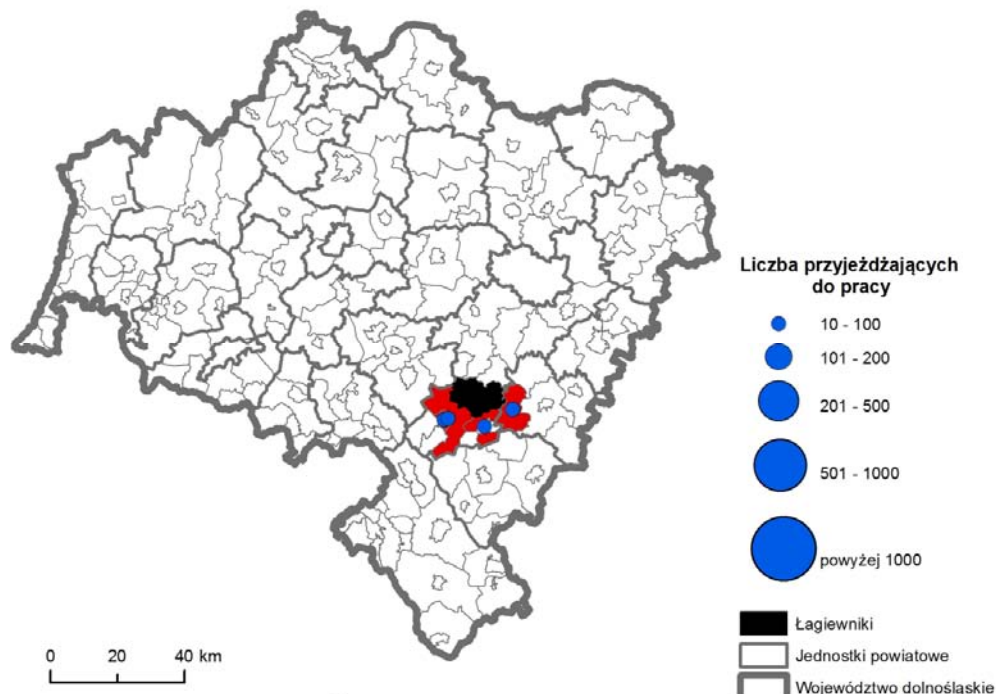 Liczba przyjeżdżających
do pracy
10 - 100
101 - 200
201 - 500
501 - 1000
powyżej 1000
Łagiewniki
Jednostki powiatowe
Województwo dolnośląskie
0 20 40 km